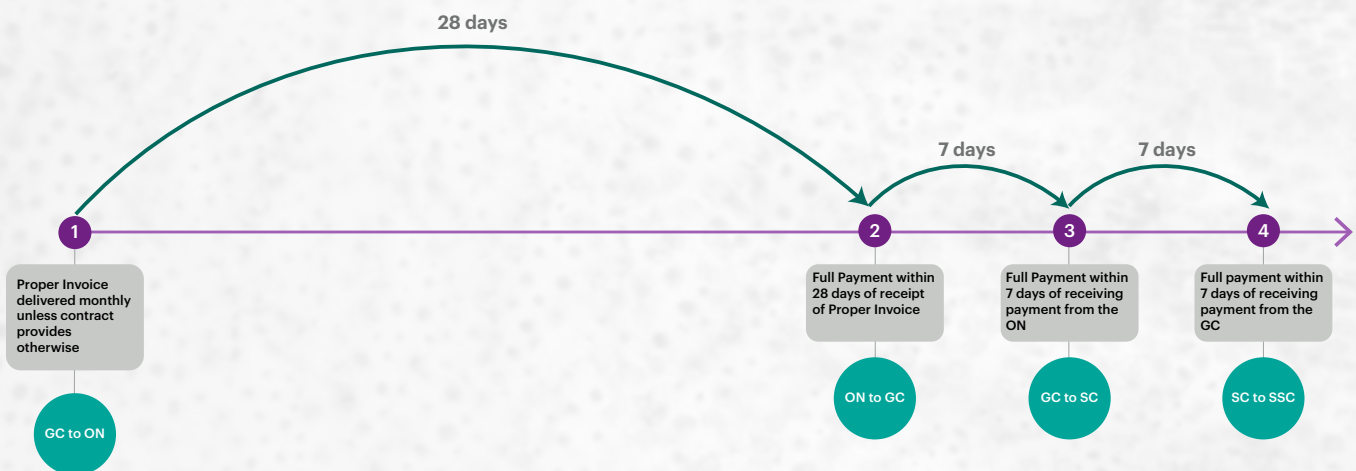 28 days
7 days
7 days
1
2
3
4
Proper Invoice
delivered monthly
unless contract
provides
otherwise
Full Payment within
28 days of receipt
of Proper Invoice
Full Payment within
7 days of receiving
payment from the
ON
Full payment within
7 days of receiving
payment from the
GC
GC to ON
ON to GC
GC to SC
SC to SSC